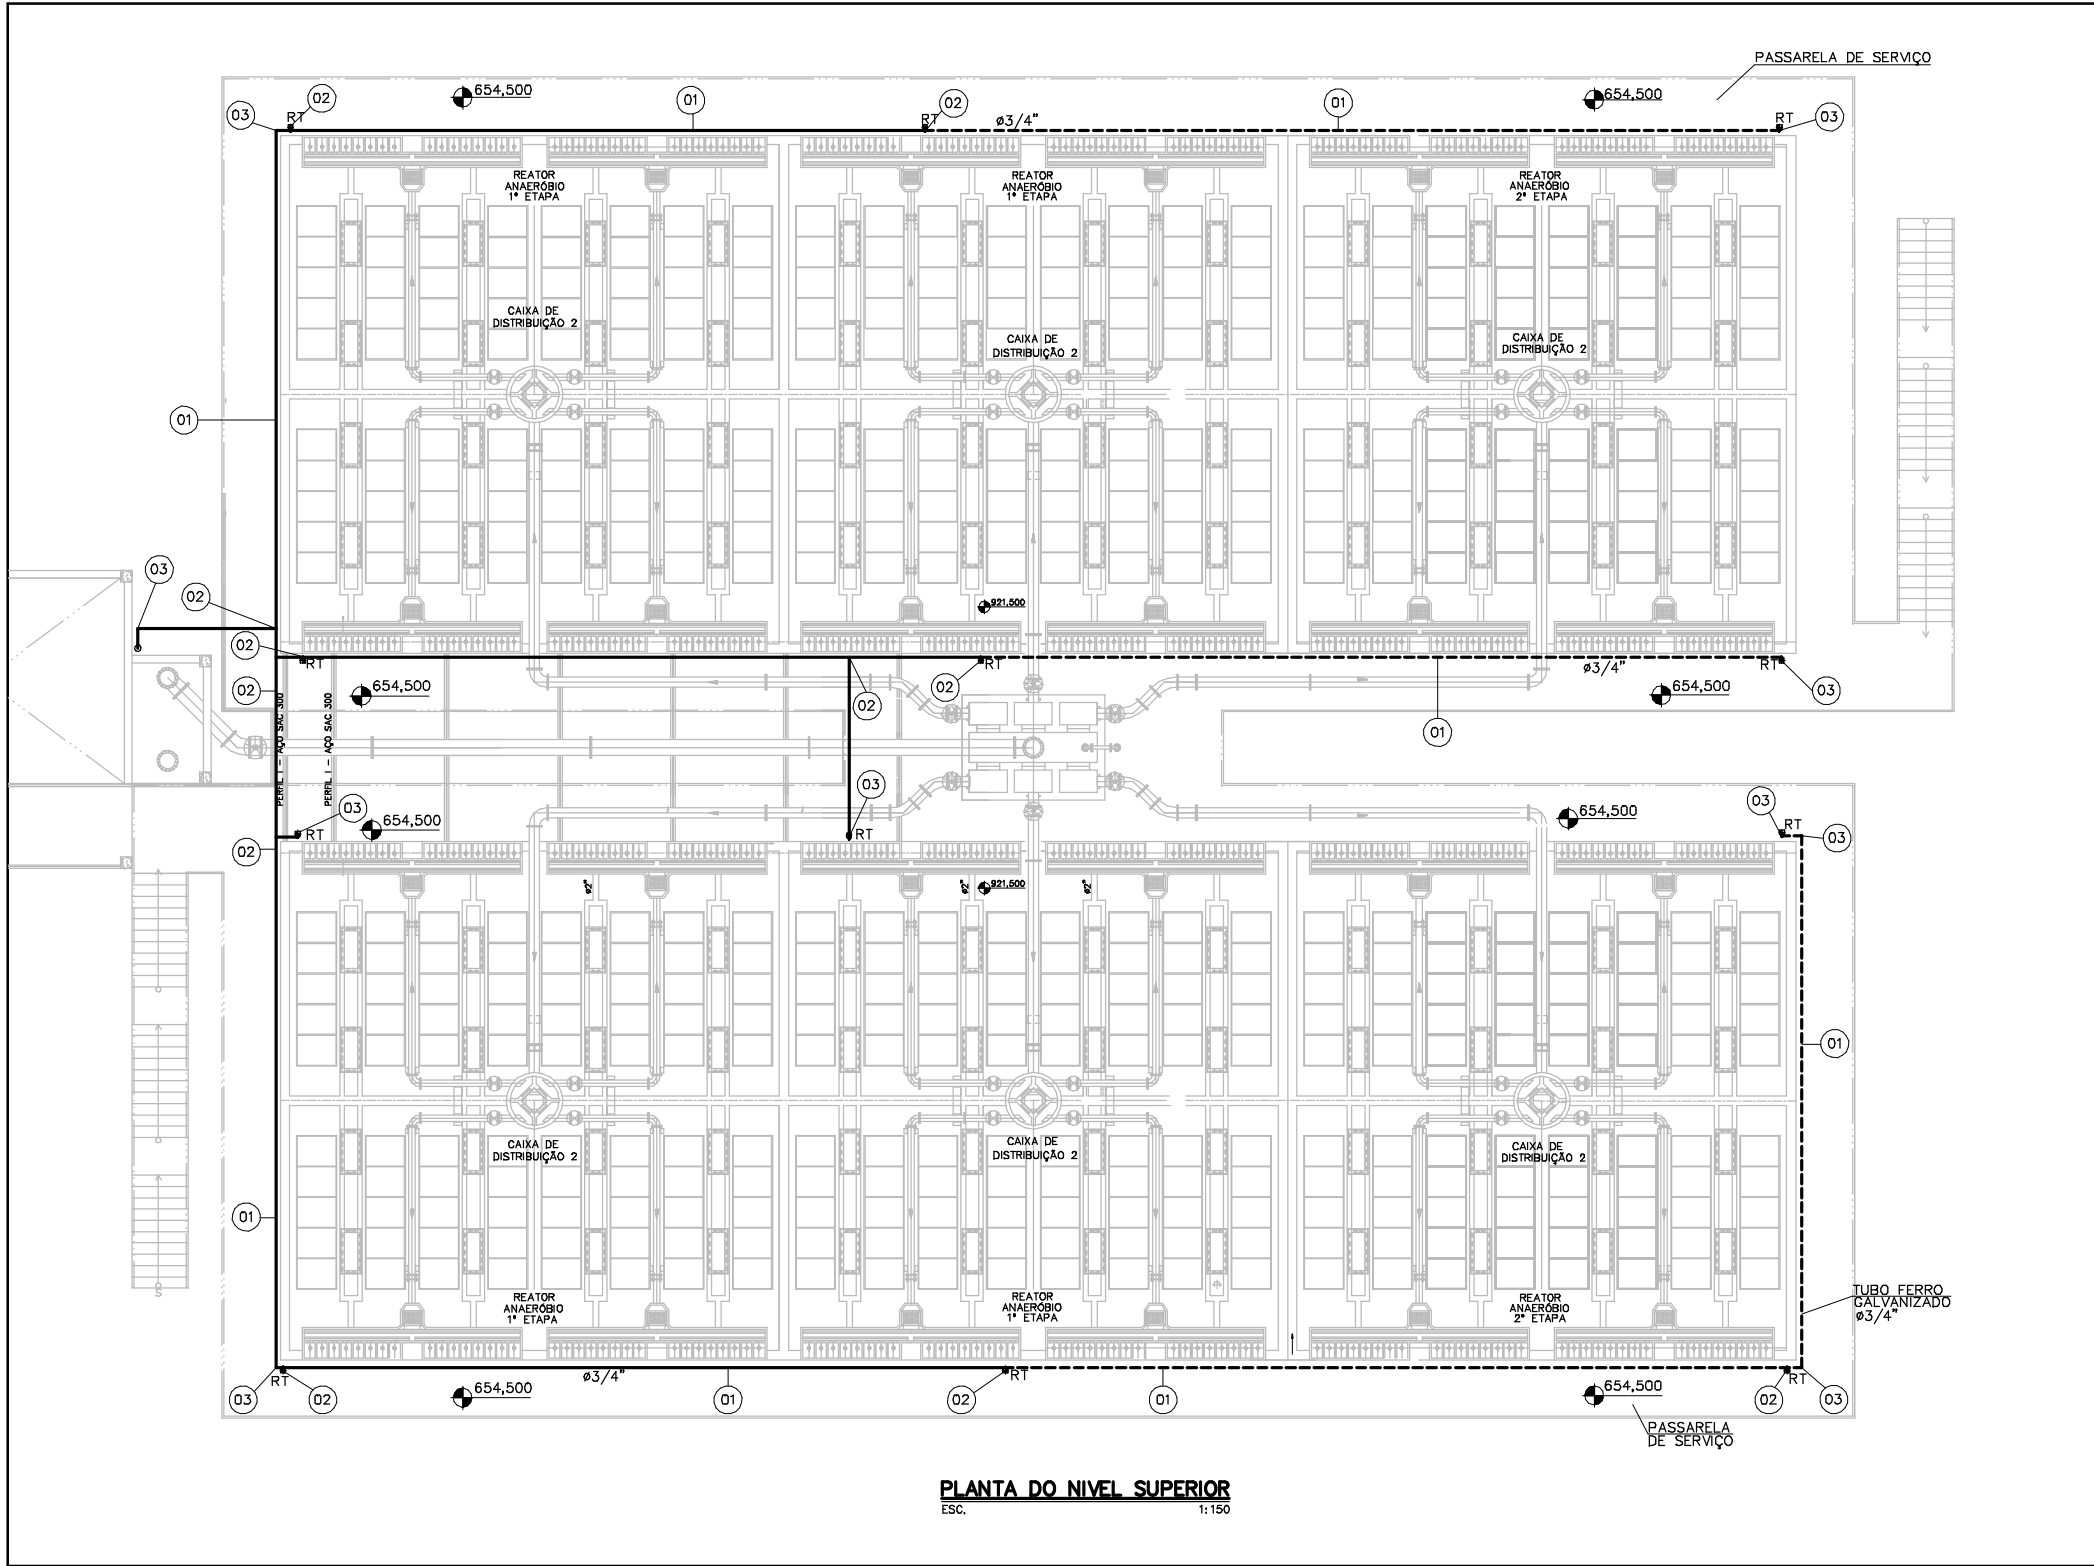 PASSARELA DE SERVIÇO
02
654,500
01
02
01
654,500
03
03
RT
RT
ø3/4"
RT
REATOR
ANAERÓBIO
1ª ETAPA
REATOR
ANAERÓBIO
1ª ETAPA
REATOR
ANAERÓBIO
2ª ETAPA
CAIXA DE
DISTRIBUIÇÃO 2
CAIXA DE
DISTRIBUIÇÃO 2
CAIXA DE
DISTRIBUIÇÃO 2
01
03
02
921,500
02
RT
RT
ø3/4"
RT
02
654,500
02
02
654,500
03
PERFIL I - AÇO SAC 300
PERFIL I - AÇO SAC 300
01
03
03
03
654,500
654,500
03
RT
RT
RT
03
02
ø2"
ø2"
921,500
ø2"
01
CAIXA DE
DISTRIBUIÇÃO 2
CAIXA DE
DISTRIBUIÇÃO 2
CAIXA DE
DISTRIBUIÇÃO 2
01
REATOR
ANAERÓBIO
1ª ETAPA
REATOR
ANAERÓBIO
1ª ETAPA
REATOR
ANAERÓBIO
2ª ETAPA
TUBO FERRO
GALVANIZADO
ø3/4"
S
RT
ø3/4"
RT
RT
03
02
654,500
01
02
01
654,500
02
03
PASSARELA
DE SERVIÇO
PLANTA DO NIVEL SUPERIOR
ESC. 1:150